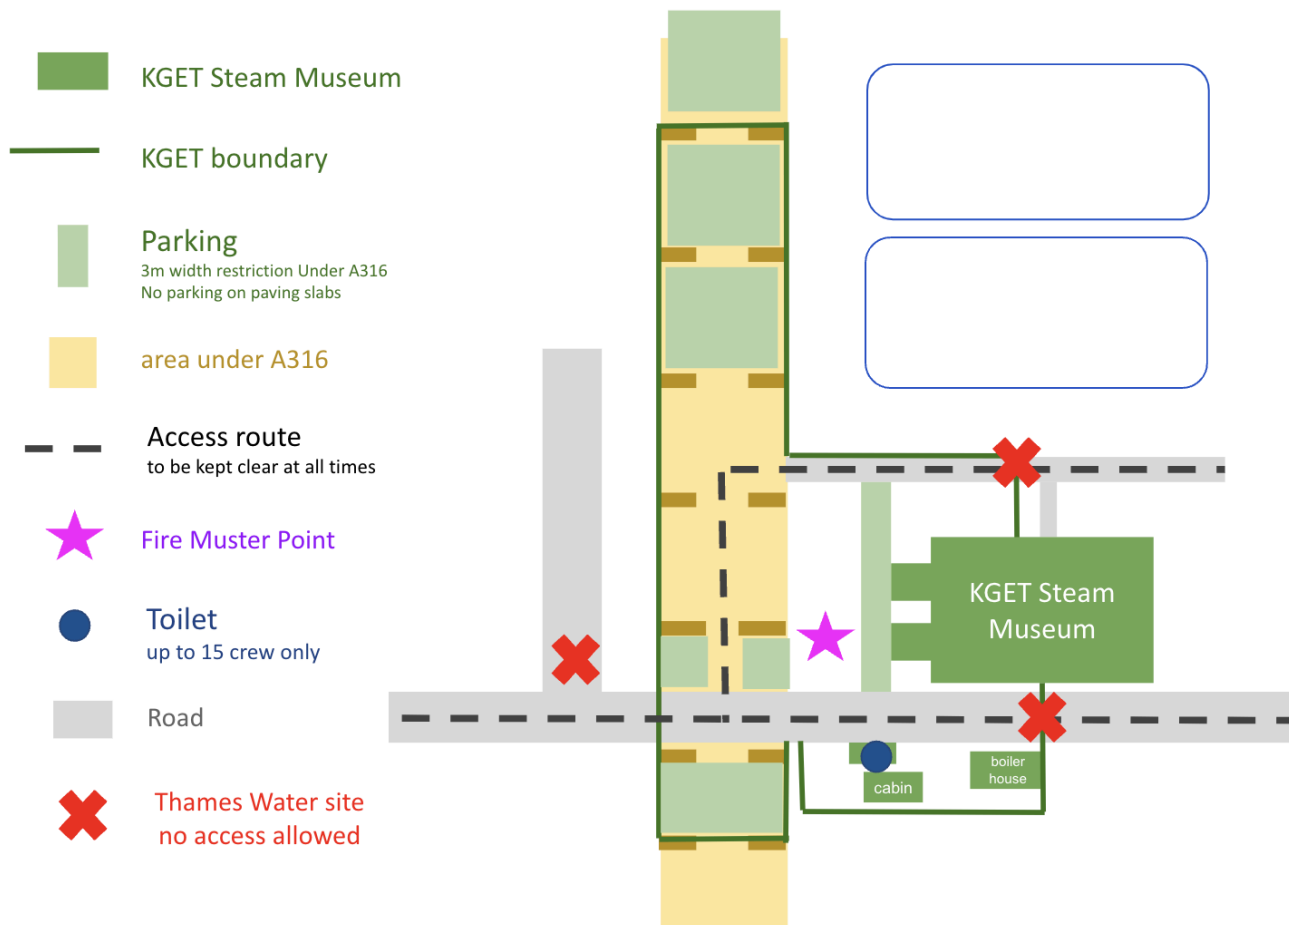 KGET Steam Museum
KGET boundary
Parking
3m width restriction Under A316
No parking on paving slabs
area under A316
Access route
to be kept clear at all times
Fire Muster Point
Toilet
up to 15 crew only
Road
Thames Water site
no access allowed
KGET Steam
Museum
boiler
house
cabin